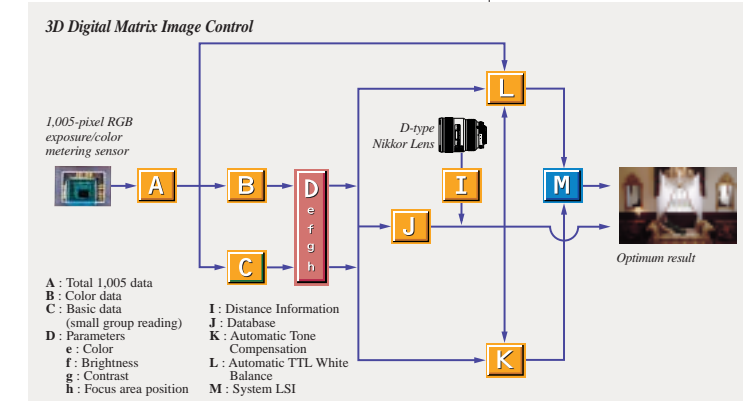 3D Digital Matrix Image Control
1,005-pixel RGB
exposure/color
metering sensor
D-type
Nikkor Lens
L
A
B
D
e
f
g
h
I
M
J
C
K
Optimum result
A : Total 1,005 data
B : Color data
C : Basic data
(small group reading)
D : Parameters
e : Color
f : Brightness
g : Contrast
h : Focus area position
I : Distance Information
J : Database
K : Automatic Tone
Compensation
L : Automatic TTL White
Balance
M : System LSI